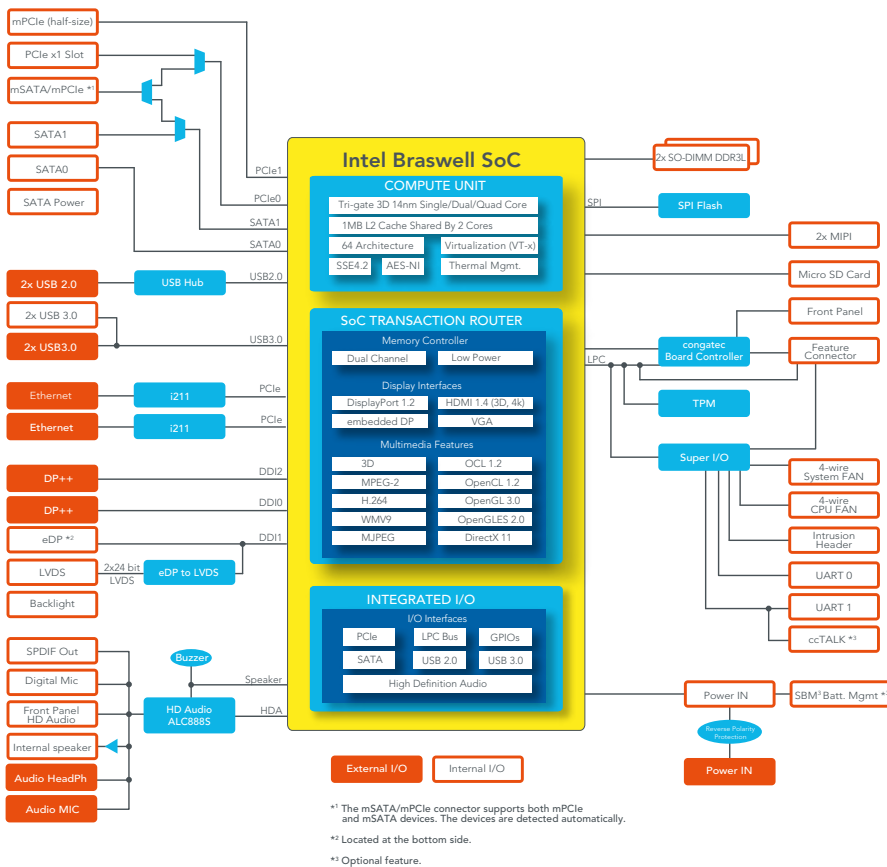 mPCIe (half-size)
PCIe x1 Slot
mSATA/mPCIe *1
SATA1
SATA0
SATA Power
2x USB 2.0
USB Hub
2x USB 3.0
2x USB3.0
Ethernet
i211
Ethernet
i211
DP++
DP++
eDP *2
LVDS
2x24 bit
LVDS
eDP to LVDS
Backlight
SPDIF Out
Digital Mic
Front Panel
HD Audio
Internal speaker
Audio HeadPh
Audio MIC
Buzzer
HD Audio
ALC888S
PCIe1
PCIe0
SATA1
SATA0
USB2.0
USB3.0
PCIe
PCIe
DDI2
DDI0
DDI1
Speaker
HDA
Intel Braswell SoC
COMPUTE UNIT
Tri-gate 3D 14nm Single/Dual/Quad Core
1MB L2 Cache Shared By 2 Cores
64 Architecture
Virtualization (VT-x)
SSE4.2
AES-NI
Thermal Mgmt.
SoC TRANSACTION ROUTER
Memory Controller
Dual Channel
Low Power
Display Interfaces
DisplayPort 1.2
HDMI 1.4 (3D, 4k)
embedded DP
VGA
Multimedia Features
3D
OCL 1.2
MPEG-2
OpenCL 1.2
H.264
OpenGL 3.0
WMV9
OpenGLES 2.0
MJPEG
DirectX 11
INTEGRATED I/O
I/O Interfaces
PCIe
LPC Bus
GPIOs
SATA
USB 2.0
USB 3.0
High Definition Audio
2x SO-DIMM DDR3L
SPI
SPI Flash
2x MIPI
Micro SD Card
Front Panel
congatec
Board Controller
Feature
Connector
LPC
TPM
Super I/O
4-wire
System FAN
4-wire
CPU FAN
Intrusion
Header
UART 0
UART 1
ccTALK *3
Power IN
SBM3 Batt. Mgmt *3
Reverse Polarity
Protection
Power IN
External I/O
Internal I/O
*1 The mSATA/mPCIe connector supports both mPCIe
and mSATA devices. The devices are detected automatically.
*2 Located at the bottom side.
*3 Optional feature.